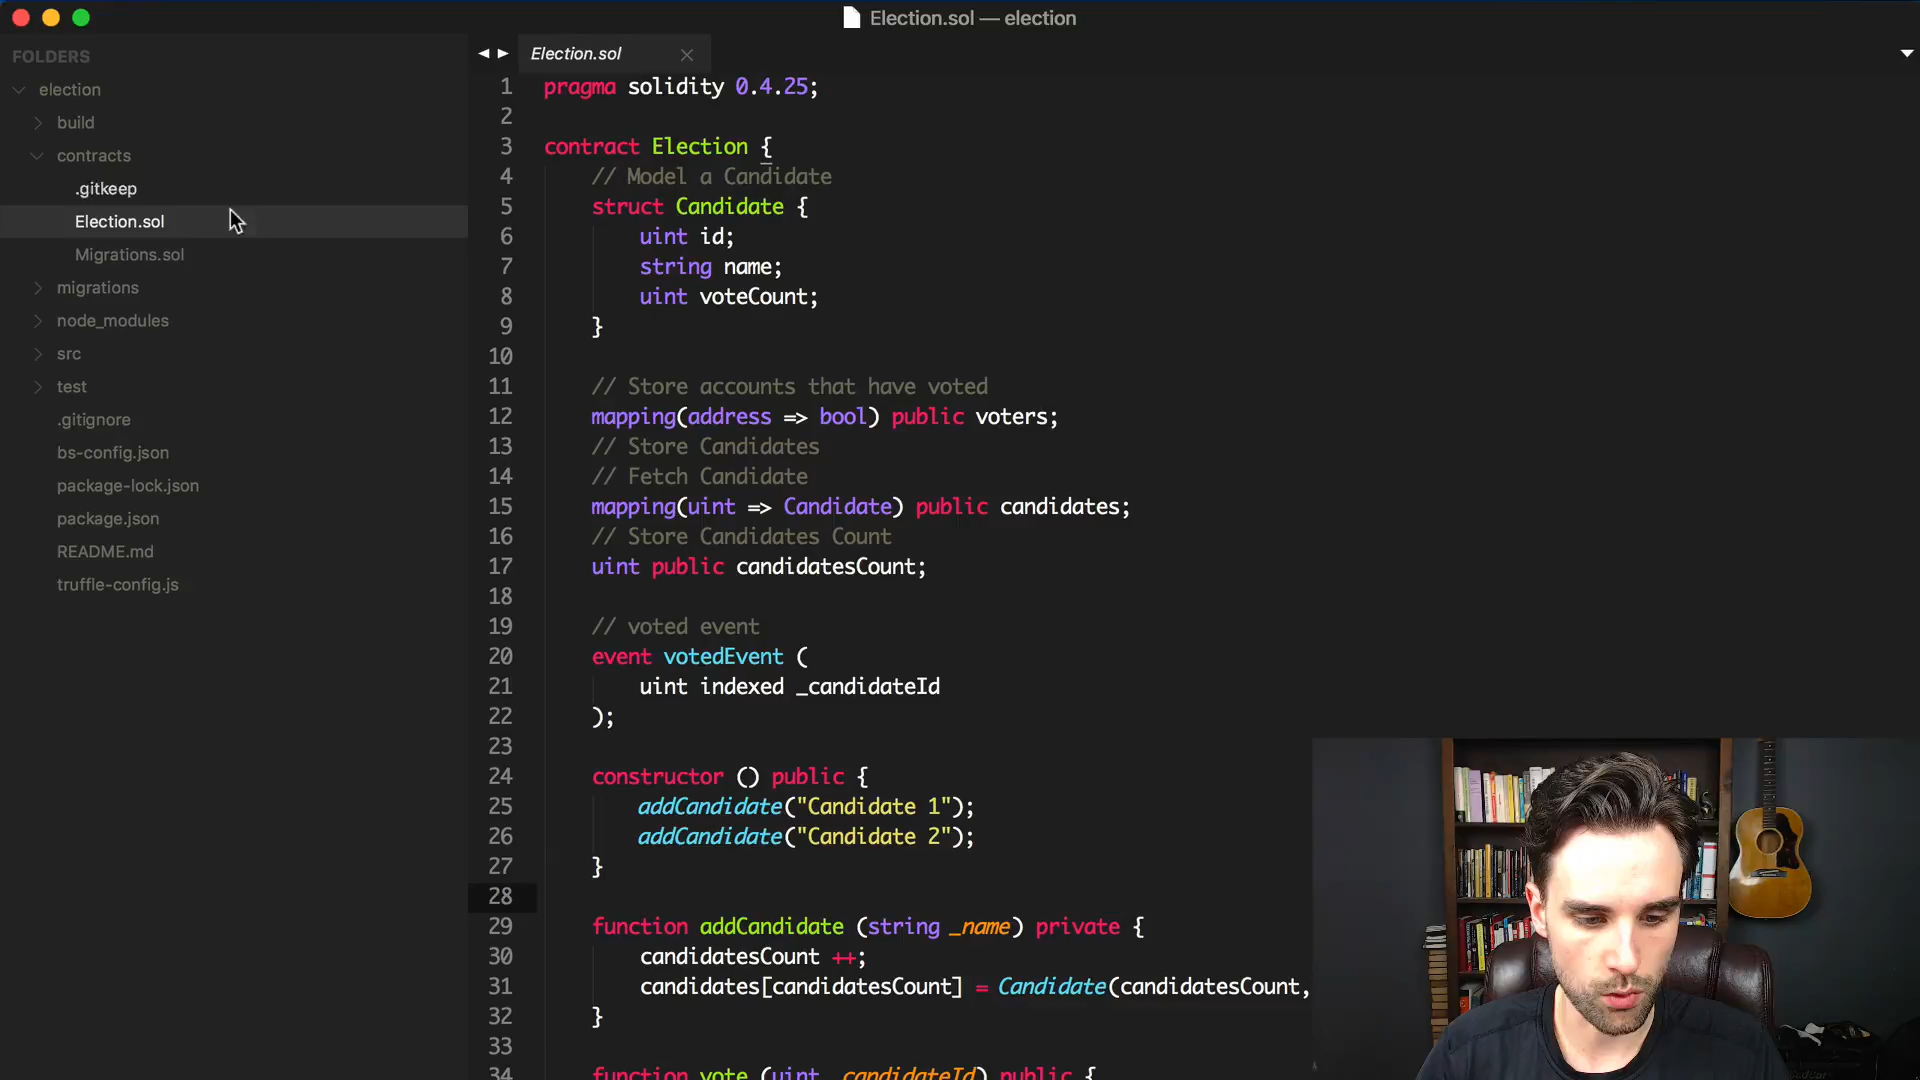 Election.sol — election
FOLDERS
election
build
contracts
.gitkeep
Election.sol
Migrations.sol
migrations
node_modules
src
test
.gitignore
bs-config.json
package-lock.json
package.json
README.md
truffle-config.js
Election.sol
1 pragma solidity 0.4.25;
2
3 contract Election {
4 // Model a Candidate
5 struct Candidate {
6 uint id;
7 string name;
8 uint voteCount;
9 }
10
11 // Store accounts that have voted
12 mapping(address => bool) public voters;
13 // Store Candidates
14 // Fetch Candidate
15 mapping(uint => Candidate) public candidates;
16 // Store Candidates Count
17 uint public candidatesCount;
18
19 // voted event
20 event votedEvent (
21 uint indexed _candidateId
22 );
23
24 constructor () public {
25 addCandidate("Candidate 1");
26 addCandidate("Candidate 2");
27 }
28
29 function addCandidate (string _name) private {
30 candidatesCount ++;
31 candidates[candidatesCount] = Candidate(candidatesCount,
32 }
33
34 function vote (uint _candidateId) public {